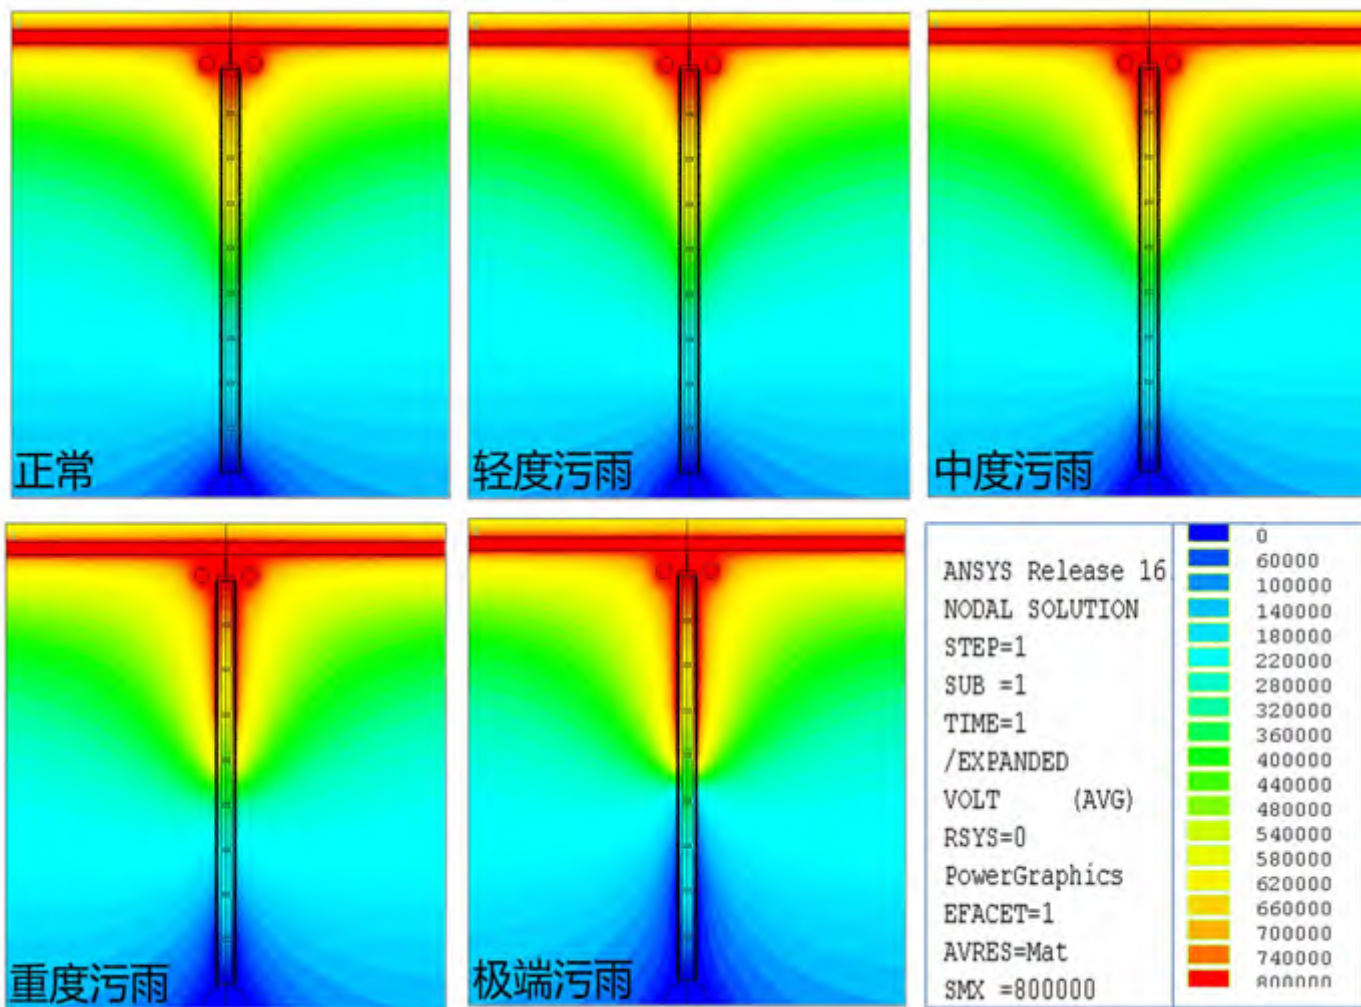 正常
轻度污雨
中度污雨
重度污雨
极端污雨
ANSYS Release 16
NODAL SOLUTION
STEP=1
SUB =1
TIME=1
/EXPANDED
VOLT (AVG)
RSYS=0
PowerGraphics
EFACET=1
AVRES=Mat
SMX =800000
0
60000
100000
140000
180000
220000
280000
320000
360000
400000
440000
480000
540000
580000
620000
660000
700000
740000
800000